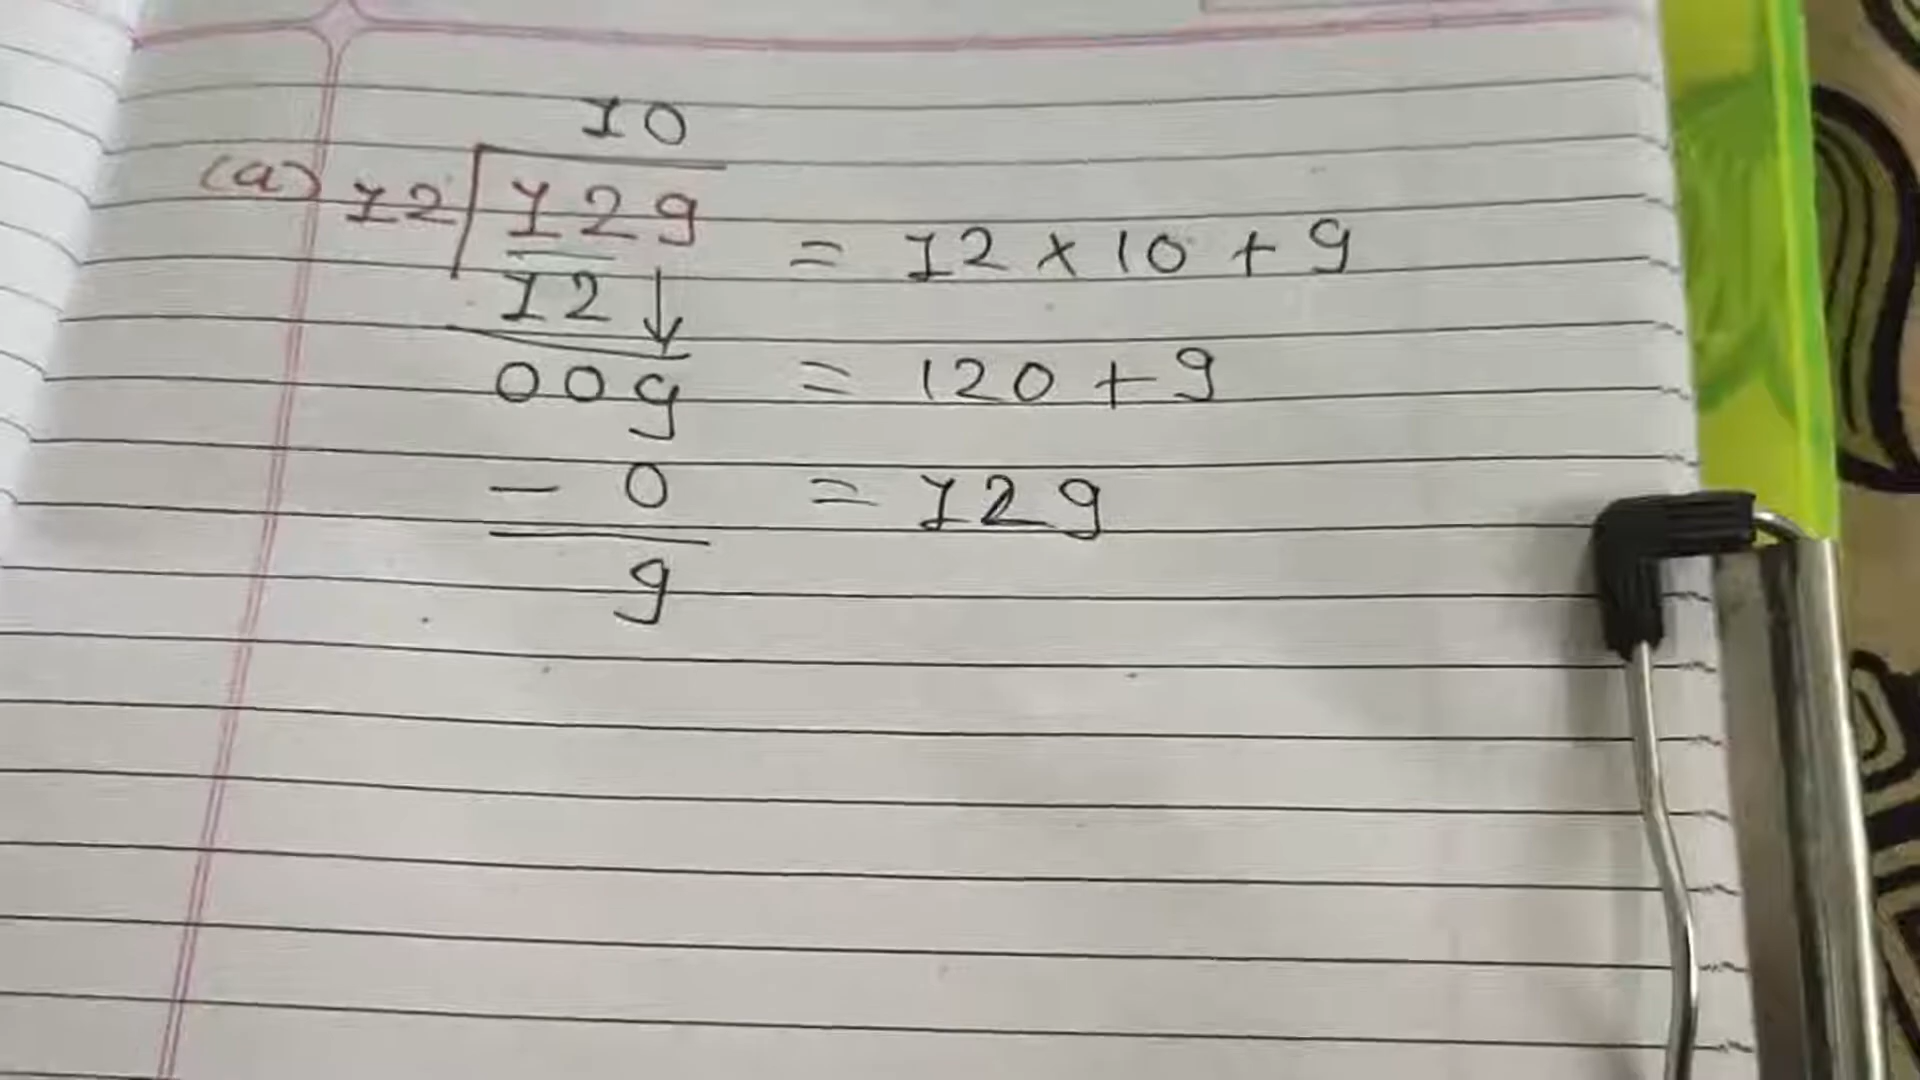 10
(a) 12 129
= 12 × 10 + 9
12 ↓
009 = 120 + 9
- 0 = 129
9